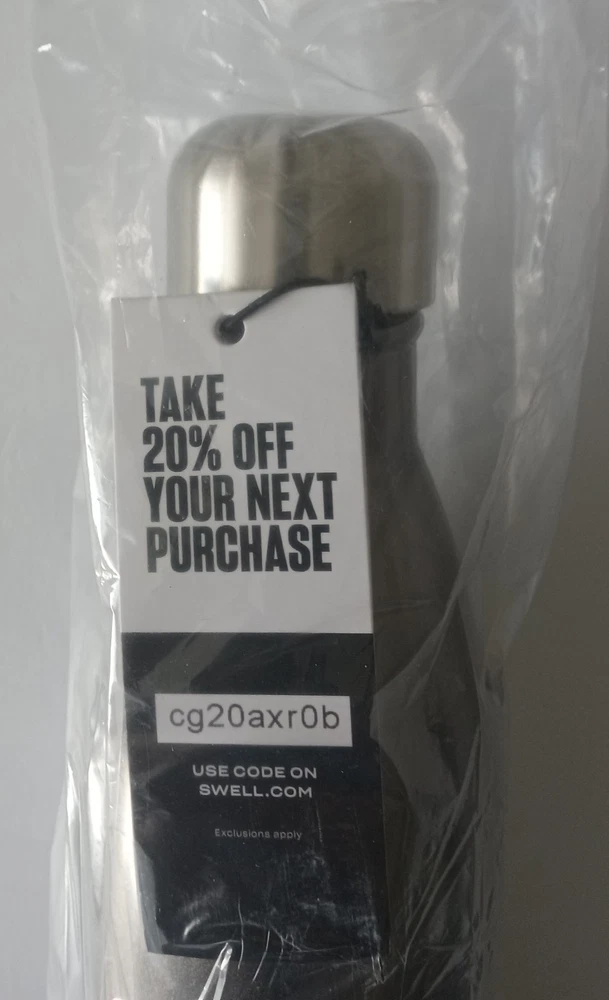 TAKE
20% OFF
YOUR NEXT
PURCHASE
cg20axr0b
USE CODE ON
SWELL.COM
Exclusions apply